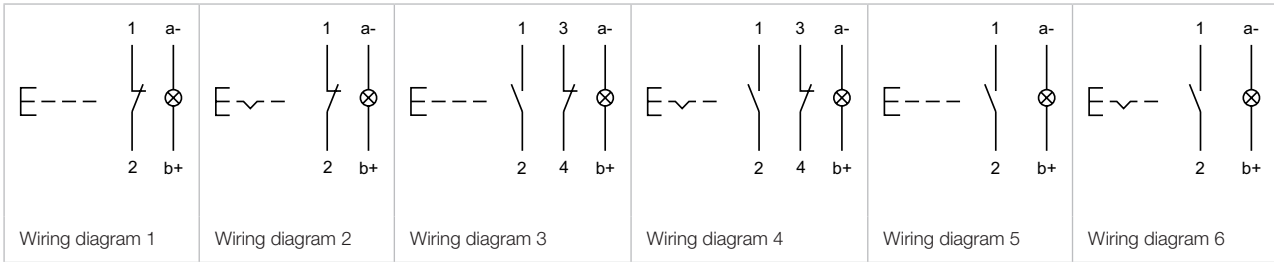 1 a-
2 b+
Wiring diagram 1
1 a-
2 b+
Wiring diagram 2
1 3 a-
2 4 b+
Wiring diagram 3
1 3 a-
2 4 b+
Wiring diagram 4
1 a-
2 b+
Wiring diagram 5
1 a-
2 b+
Wiring diagram 6